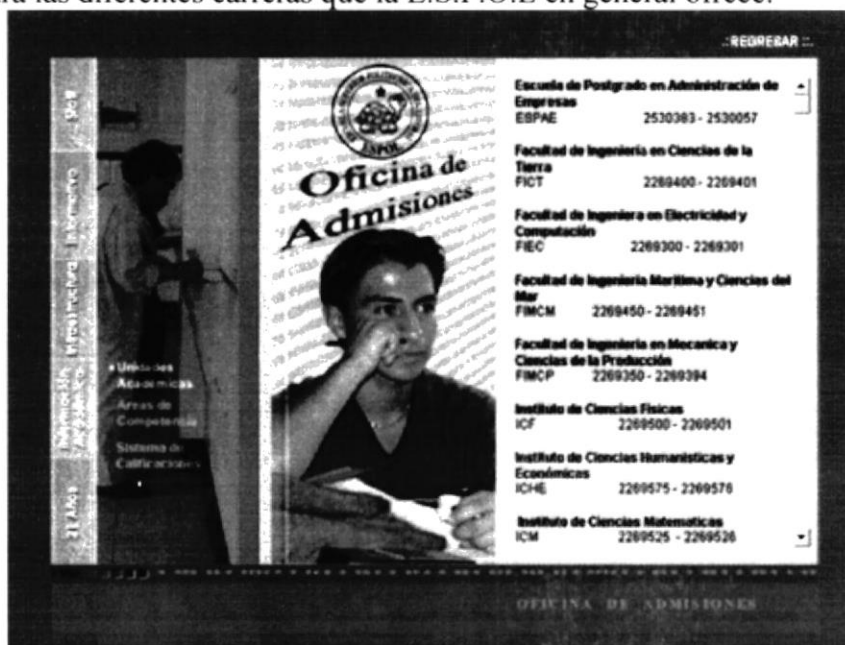 las diferentes carreras que la E.S.P.O.L en general ofrece.
.:REGRESAR ::.
Informativo
Infraestructural
21 Años
Unidades
Academicas
Areas de
Competencia
Sistema de
Calificaciones
ESPOL
Oficina de
Admisiones
Escuela de Postgrado en Administración de
Empresas
ESPAE 2530383 - 2530057
Facultad de Ingeniería en Ciencias de la
Tierra
FICT 2269400 - 2269401
Facultad de Ingeniera en Electricidad y
Computación
FIEC 2269300 - 2269301
Facultad de Ingeniería Marítima y Ciencias del
Mar
FIMCM 2269450 - 2269451
Facultad de Ingeniería en Mecanica y
Ciencias de la Producción
FIMCP 2269350 - 2269394
Instituto de Ciencias Fisicas
ICF 2269500 - 2269501
Instituto de Ciencias Humanísticas y
Económicas
ICHE 2269575 - 2269576
Instituto de Ciencias Matematicas
ICM 2269525 - 2269526
OFICINA DE ADMISIONES